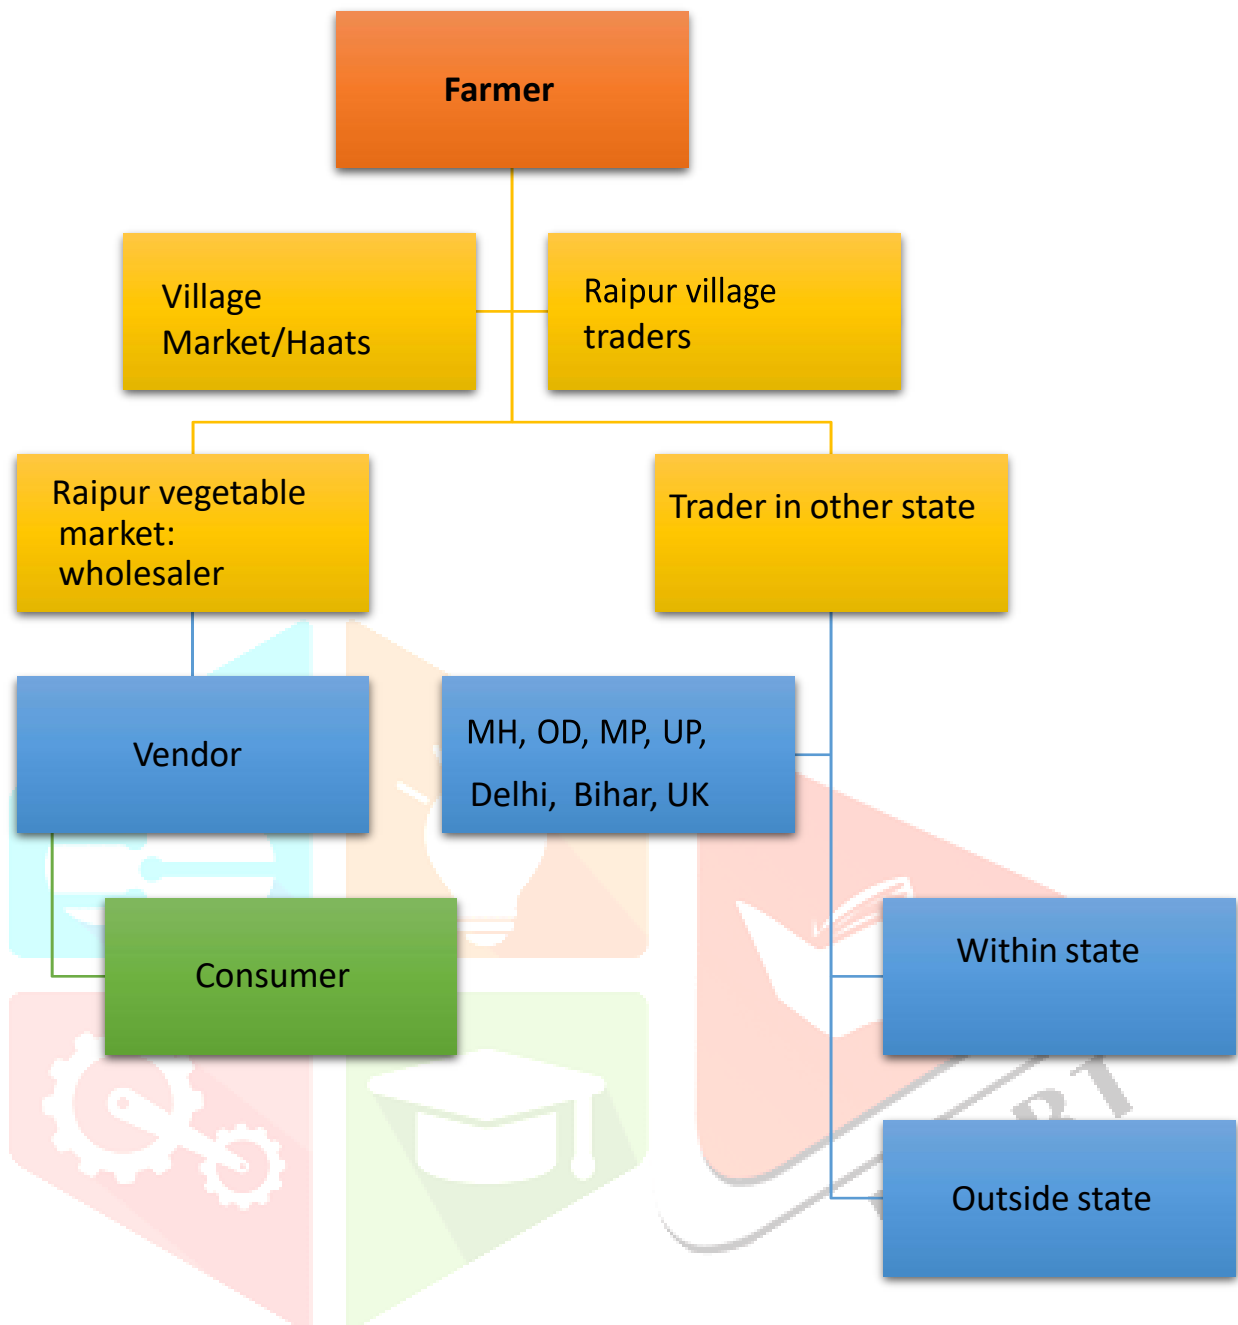 Farmer
Village
Market/Haats
Raipur village
traders
Raipur vegetable
market:
wholesaler
Trader in other state
Vendor
MH, OD, MP, UP,
Delhi, Bihar, UK
Consumer
Within state
Outside state